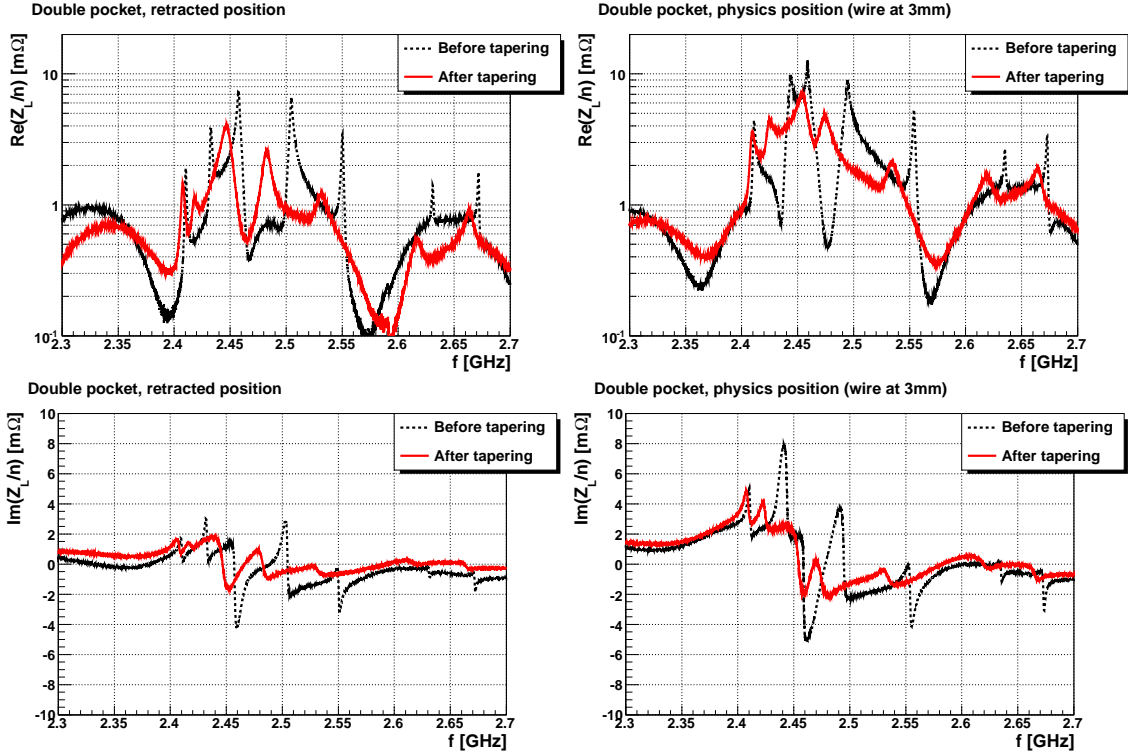 Double pocket, retracted position
Re(Z_L/n) [mΩ]
10
1
10^-1
Before tapering
After tapering
2.3 2.35 2.4 2.45 2.5 2.55 2.6 2.65 2.7
f [GHz]
Double pocket, physics position (wire at 3mm)
Re(Z_L/n) [mΩ]
10
1
10^-1
Before tapering
After tapering
2.3 2.35 2.4 2.45 2.5 2.55 2.6 2.65 2.7
f [GHz]
Double pocket, retracted position
Im(Z_L/n) [mΩ]
10
8
6
4
2
0
-2
-4
-6
-8
-10
Before tapering
After tapering
2.3 2.35 2.4 2.45 2.5 2.55 2.6 2.65 2.7
f [GHz]
Double pocket, physics position (wire at 3mm)
Im(Z_L/n) [mΩ]
10
8
6
4
2
0
-2
-4
-6
-8
-10
Before tapering
After tapering
2.3 2.35 2.4 2.45 2.5 2.55 2.6 2.65 2.7
f [GHz]